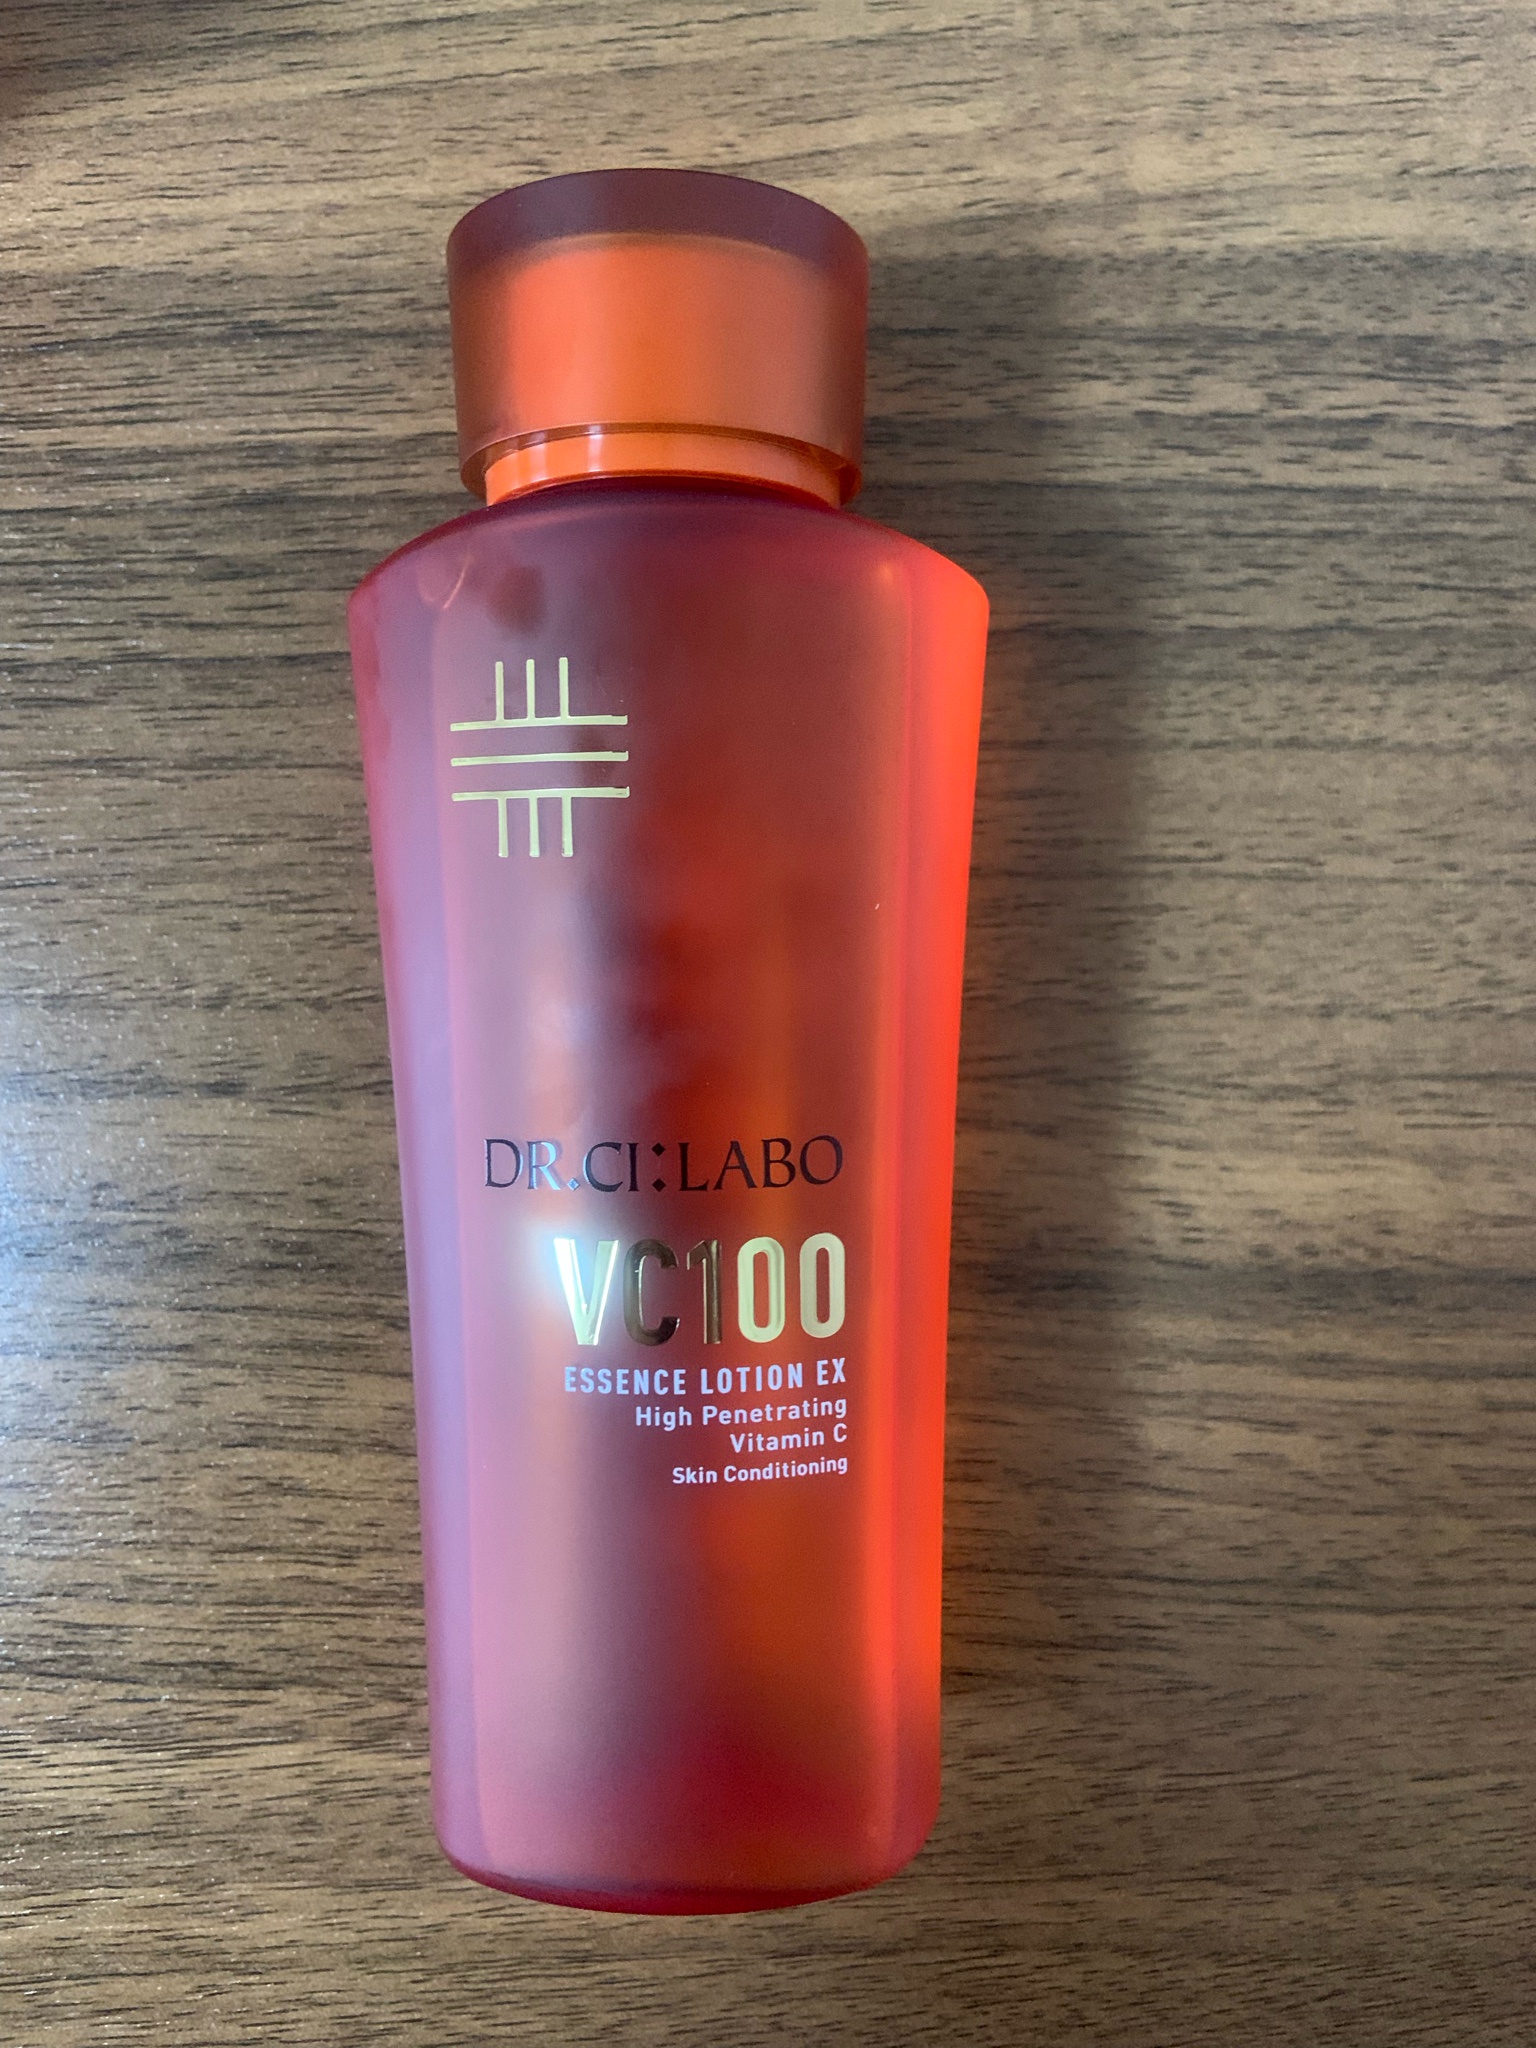 DR.CI:LABO
VC100
ESSENCE LOTION EX
High Penetrating
Vitamin C
Skin Conditioning